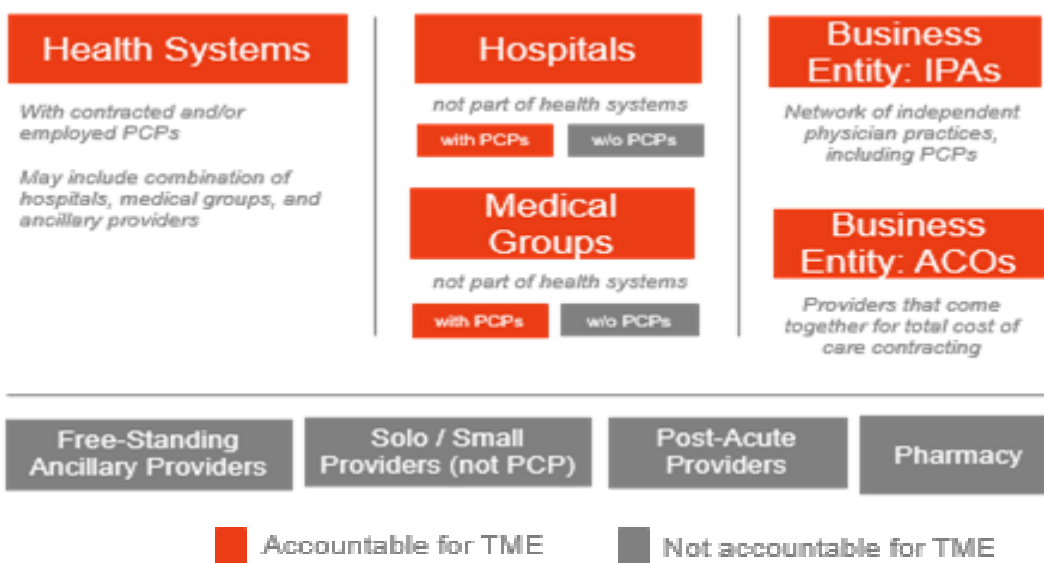 Health Systems
With contracted and/or
employed PCPs
May include combination of
hospitals, medical groups, and
ancillary providers
Hospitals
not part of health systems
with PCPs
w/o PCPs
Medical
Groups
not part of health systems
with PCPs
w/o PCPs
Business
Entity: IPAs
Network of independent
physician practices,
including PCPs
Business
Entity: ACOs
Providers that come
together for total cost of
care contracting
Free-Standing
Ancillary Providers
Solo / Small
Providers (not PCP)
Post-Acute
Providers
Pharmacy
Accountable for TME
Not accountable for TME